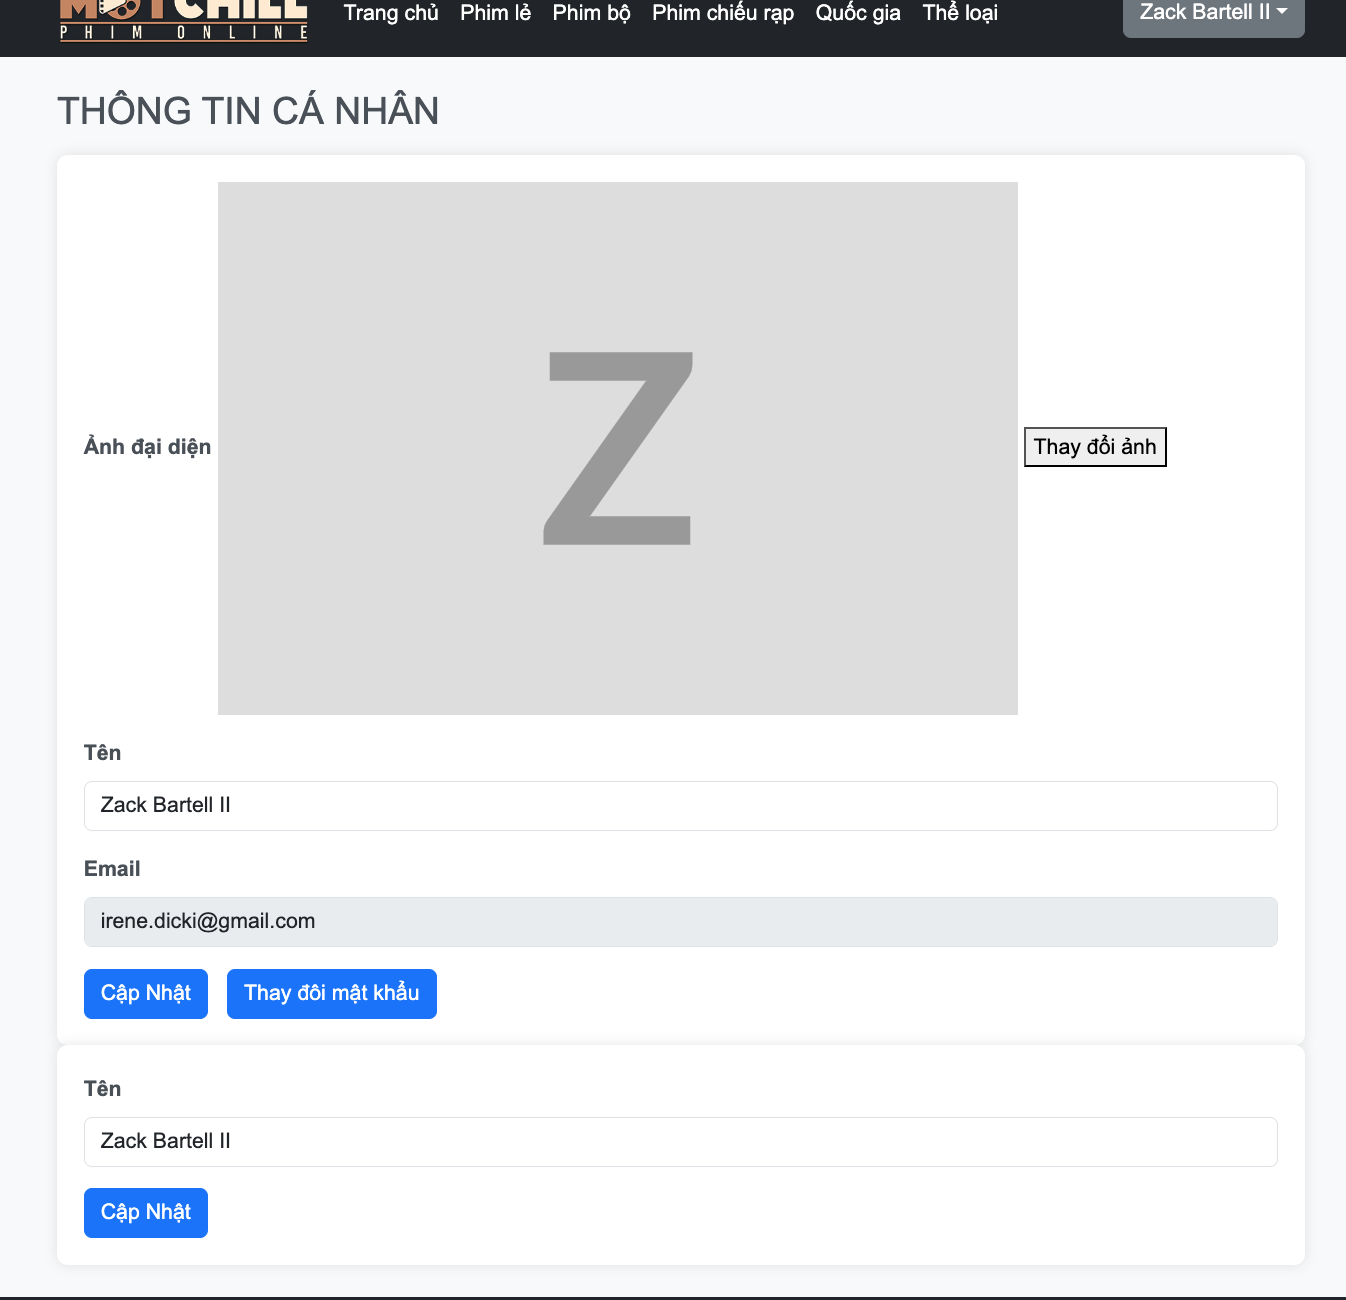 MOTCHILL
PHIM ONLINE
Trang chủ Phim lẻ Phim bộ Phim chiếu rạp Quốc gia Thể loại
Zack Bartell II
THÔNG TIN CÁ NHÂN
Ảnh đại diện
Z
Thay đổi ảnh
Tên
Zack Bartell II
Email
irene.dicki@gmail.com
Cập Nhật
Thay đôi mật khẩu
Tên
Zack Bartell II
Cập Nhật